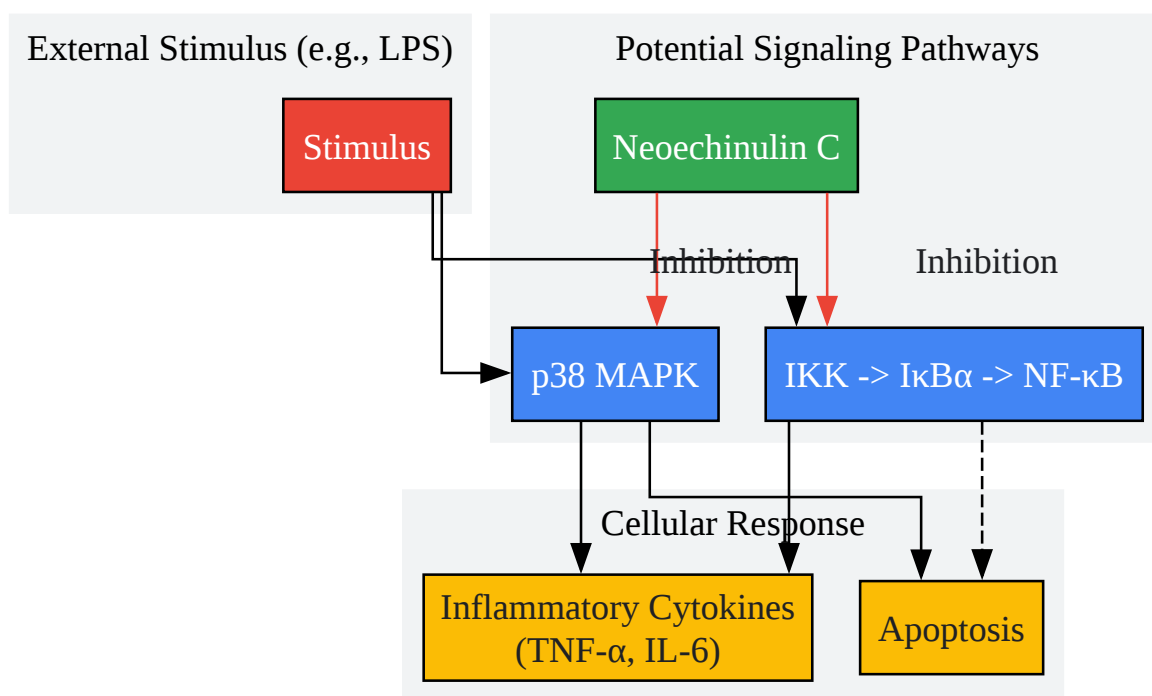 External Stimulus (e.g., LPS)
Potential Signaling Pathways
Stimulus
Neoechinulin C
Inhibition
Inhibition
p38 MAPK
IKK -> IκBα -> NF-κB
Cellular Response
Inflammatory Cytokines
(TNF-α, IL-6)
Apoptosis